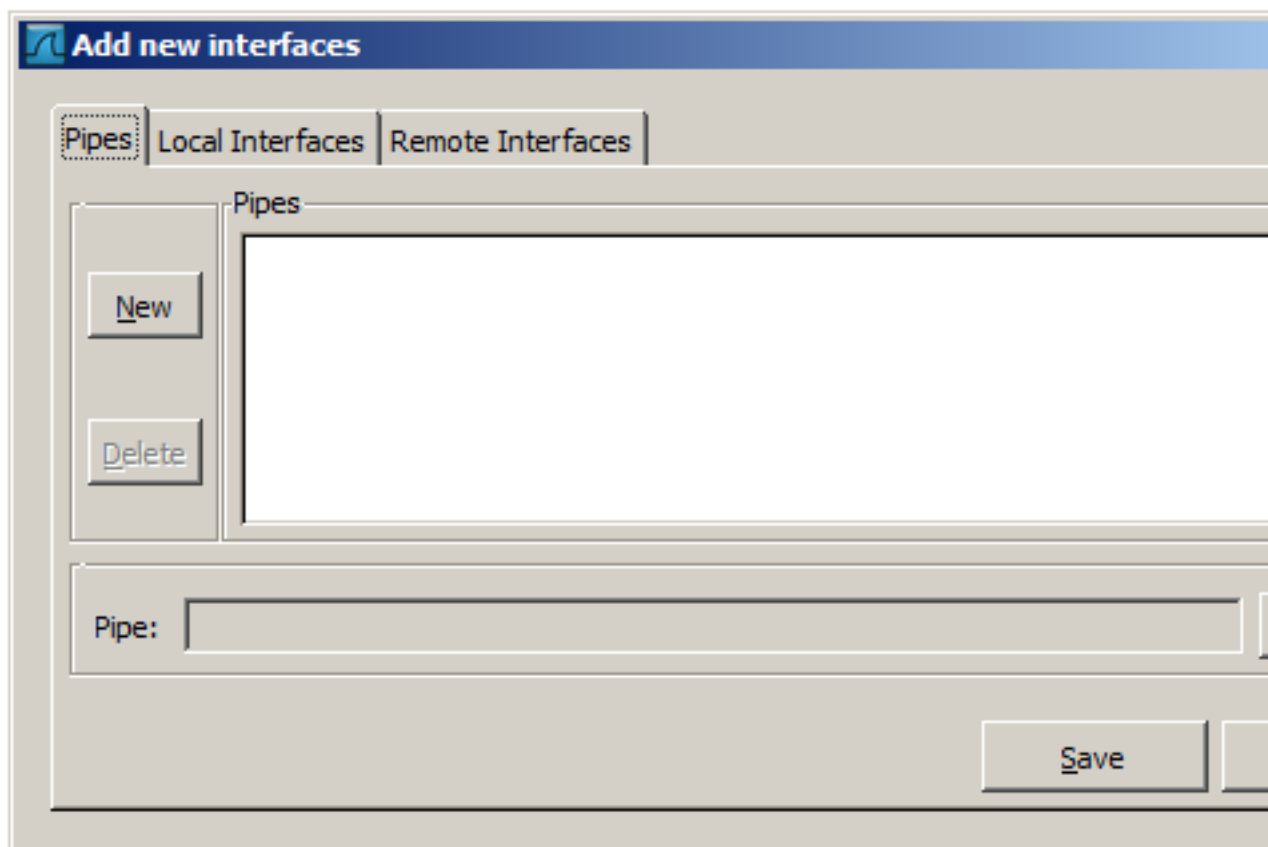 Add new interfaces
Pipes Local Interfaces Remote Interfaces
Pipes
New
Delete
Pipe:
Save